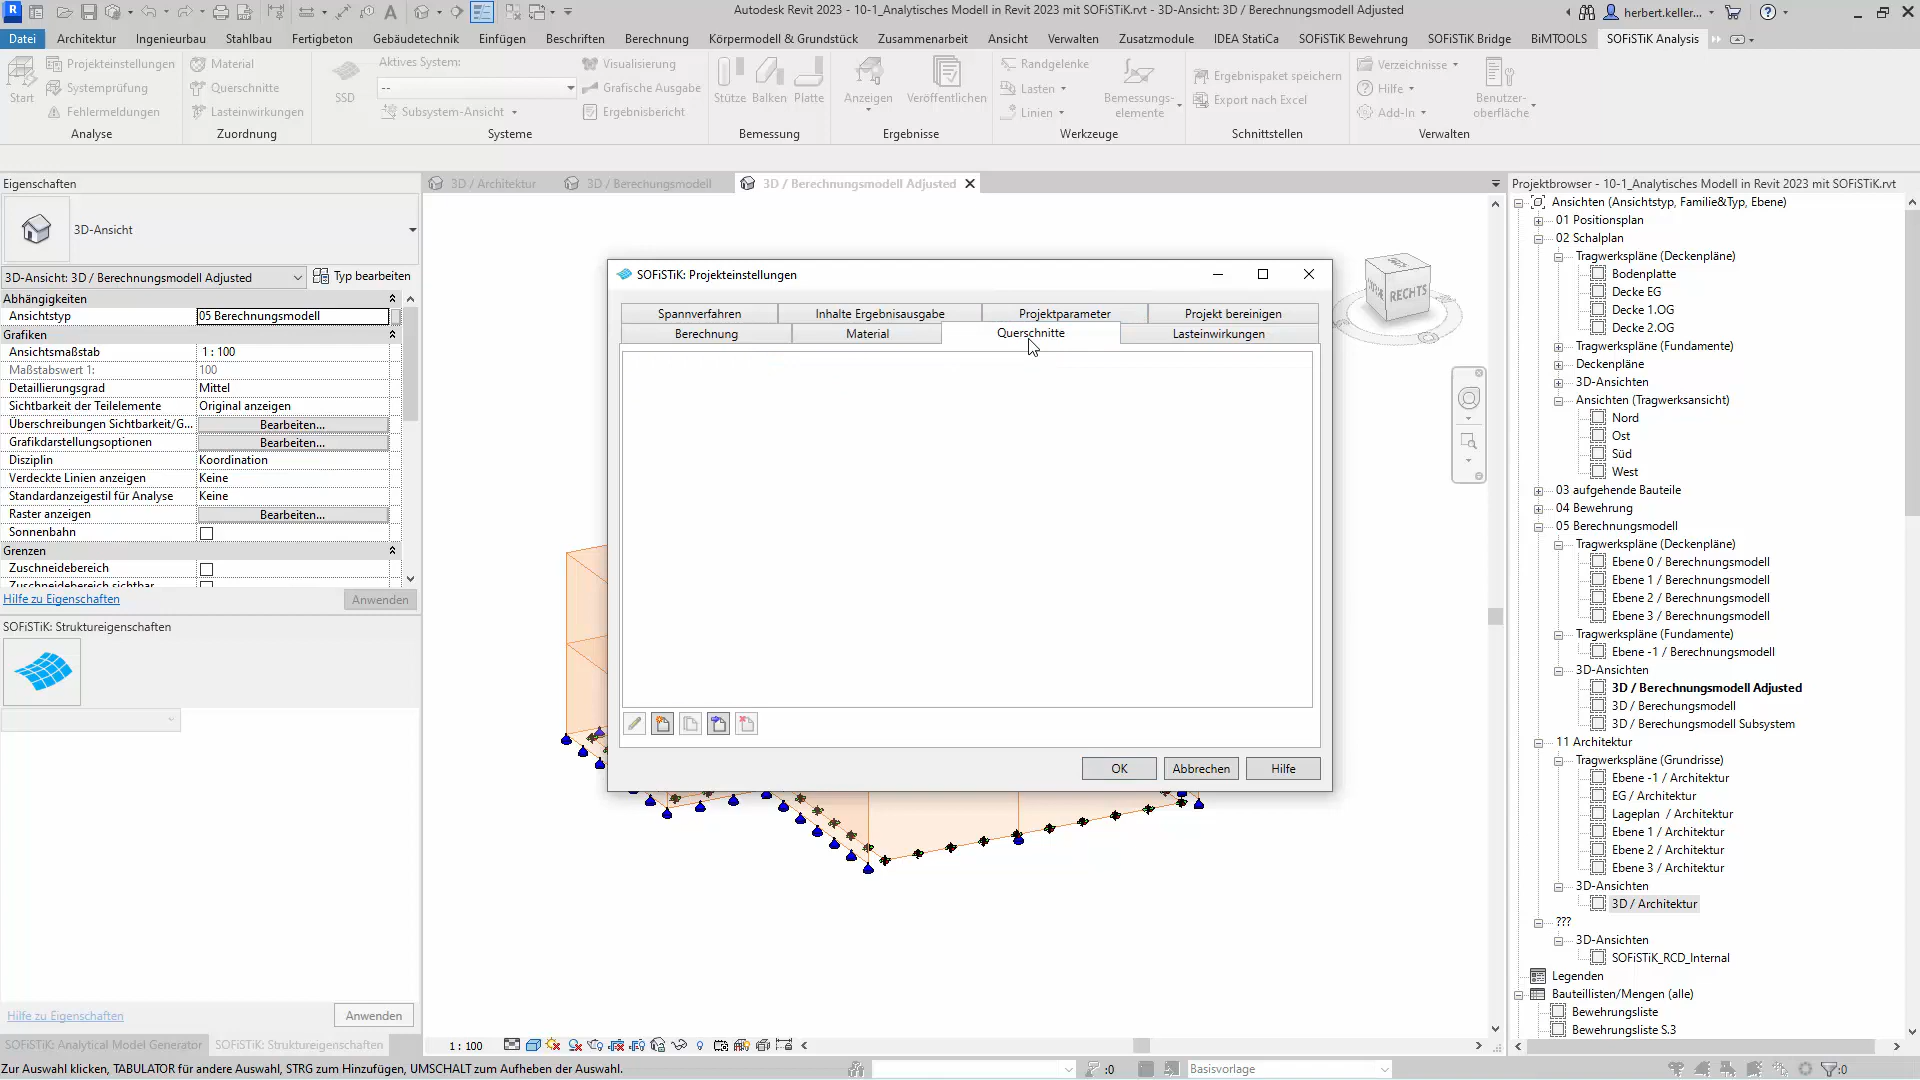 Autodesk Revit 2023 - 10-1_Analytisches Modell in Revit 2023 mit SOFiSTiK.rvt - 3D-Ansicht: 3D / Berechnungsmodell Adjusted
herbert.keller...
Datei Architektur Ingenieurbau Stahlbau Fertigbeton Gebäudetechnik Einfügen Beschriften Berechnung Körpermodell & Grundstück Zusammenarbeit Ansicht Verwalten Zusatzmodule IDEA StatiCa SOFiSTiK Bewehrung SOFiSTiK Bridge BiMTOOLS SOFiSTiK Analysis
Start
Projekteinstellungen
Systemprüfung
Fehlermeldungen
Analyse
Material
Querschnitte
Lasteinwirkungen
Zuordnung
SSD
Aktives System:
--
Subsystem-Ansicht
Visualisierung
Grafische Ausgabe
Ergebnisbericht
Systeme
Stütze Balken Platte
Bemessung
Anzeigen
Veröffentlichen
Ergebnisse
Randgelenke
Lasten
Linien
Bemessungs-
elemente
Werkzeuge
Ergebnispaket speichern
Export nach Excel
Schnittstellen
Verzeichnisse
Hilfe
Add-In
Benutzer-
oberfläche
Verwalten
Eigenschaften
3D-Ansicht
3D-Ansicht: 3D / Berechnungsmodell Adjusted
Typ bearbeiten
Abhängigkeiten
Ansichtstyp 05 Berechnungsmodell
Grafiken
Ansichtsmaßstab 1 : 100
Maßstabswert 1: 100
Detaillierungsgrad Mittel
Sichtbarkeit der Teilelemente Original anzeigen
Überschreibungen Sichtbarkeit/G... Bearbeiten...
Grafikdarstellungsoptionen Bearbeiten...
Disziplin Koordination
Verdeckte Linien anzeigen Keine
Standardanzeigestil für Analyse Keine
Raster anzeigen Bearbeiten...
Sonnenbahn
Grenzen
Zuschneidebereich
Zuschneidebereich sichtbar
Hilfe zu Eigenschaften
Anwenden
SOFiSTiK: Struktureigenschaften
Hilfe zu Eigenschaften
Anwenden
SOFiSTiK: Analytical Model Generator SOFiSTiK: Struktureigenschaften
3D / Architektur 3D / Berechungsmodell 3D / Berechnungsmodell Adjusted
RECHTS
SOFiSTiK: Projekteinstellungen
Spannverfahren Inhalte Ergebnisausgabe Projektparameter Projekt bereinigen
Berechnung Material Querschnitte Lasteinwirkungen
OK
Abbrechen
Hilfe
1 : 100
Projektbrowser - 10-1_Analytisches Modell in Revit 2023 mit SOFiSTiK.rvt
Ansichten (Ansichtstyp, Familie&Typ, Ebene)
01 Positionsplan
02 Schalplan
Tragwerkspläne (Deckenpläne)
Bodenplatte
Decke EG
Decke 1.OG
Decke 2.OG
Tragwerkspläne (Fundamente)
Deckenpläne
3D-Ansichten
Ansichten (Tragwerksansicht)
Nord
Ost
Süd
West
03 aufgehende Bauteile
04 Bewehrung
05 Berechnungsmodell
Tragwerkspläne (Deckenpläne)
Ebene 0 / Berechnungsmodell
Ebene 1 / Berechnungsmodell
Ebene 2 / Berechnungsmodell
Ebene 3 / Berechnungsmodell
Tragwerkspläne (Fundamente)
Ebene -1 / Berechnungsmodell
3D-Ansichten
3D / Berechnungsmodell Adjusted
3D / Berechungsmodell
3D / Berechnungsmodell Subsystem
11 Architektur
Tragwerkspläne (Grundrisse)
Ebene -1 / Architektur
EG / Architektur
Lageplan / Architektur
Ebene 1 / Architektur
Ebene 2 / Architektur
Ebene 3 / Architektur
3D-Ansichten
3D / Architektur
???
3D-Ansichten
SOFiSTiK_RCD_Internal
Legenden
Bauteillisten/Mengen (alle)
Bewehrungsliste
Bewehrungsliste S.3
Zur Auswahl klicken, TABULATOR für andere Auswahl, STRG zum Hinzufügen, UMSCHALT zum Aufheben der Auswahl.
:0
Basisvorlage
:0